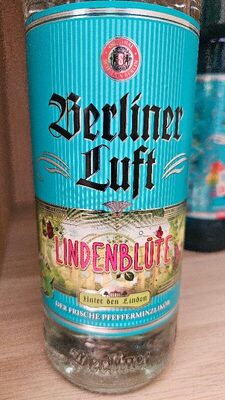 Berliner
Luft
LINDENBLÜTE
Unter den Linden
DER FRISCHE PFEFFERMINZLIKÖR